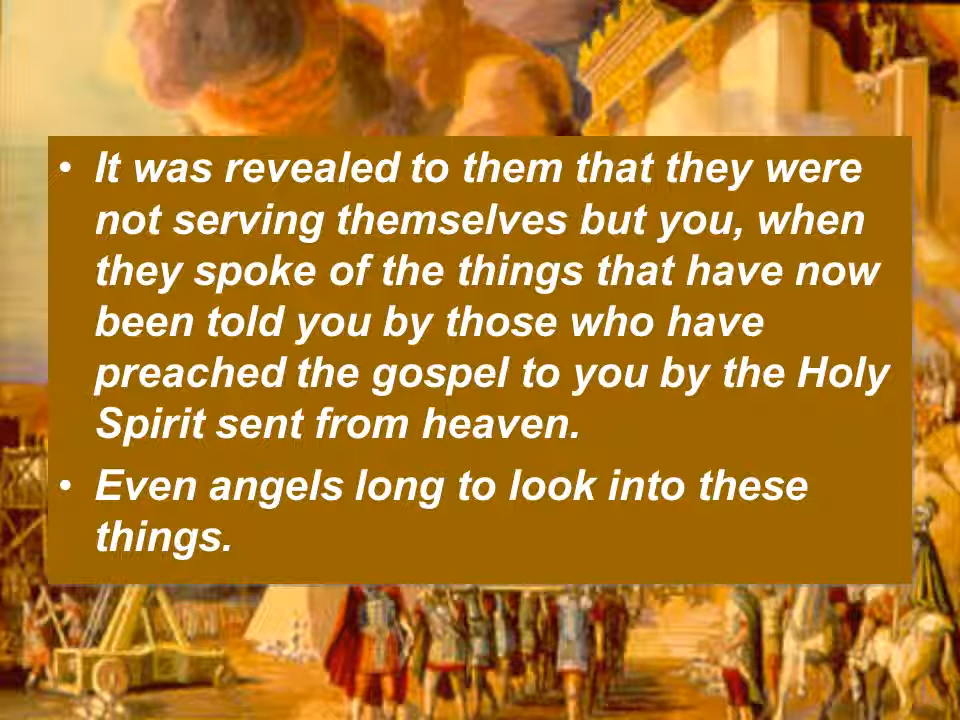 • It was revealed to them that they were
not serving themselves but you, when
they spoke of the things that have now
been told you by those who have
preached the gospel to you by the Holy
Spirit sent from heaven.
• Even angels long to look into these
things.